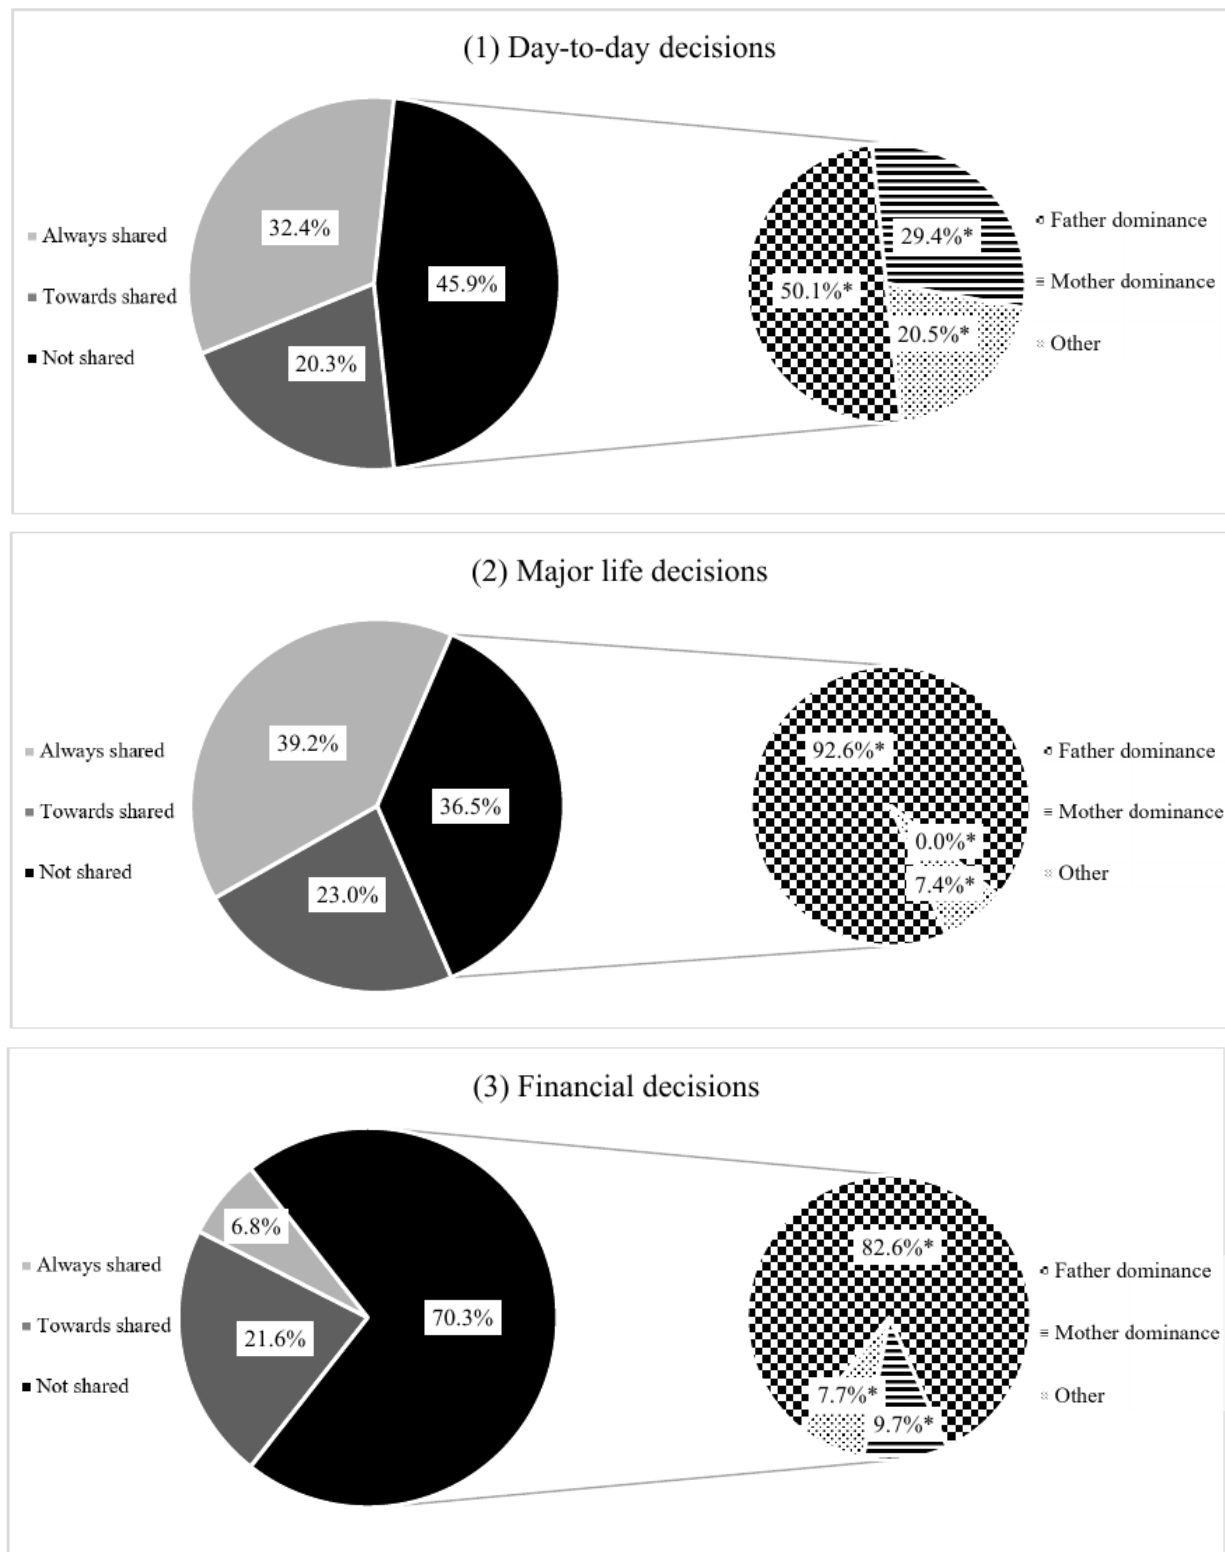 (1) Day-to-day decisions
Always shared
Towards shared
Not shared
32.4%
45.9%
20.3%
29.4%*
50.1%*
20.5%*
Father dominance
Mother dominance
Other
(2) Major life decisions
Always shared
Towards shared
Not shared
39.2%
36.5%
23.0%
92.6%*
0.0%*
7.4%*
Father dominance
Mother dominance
Other
(3) Financial decisions
Always shared
Towards shared
Not shared
6.8%
70.3%
21.6%
82.6%*
7.7%*
9.7%*
Father dominance
Mother dominance
Other